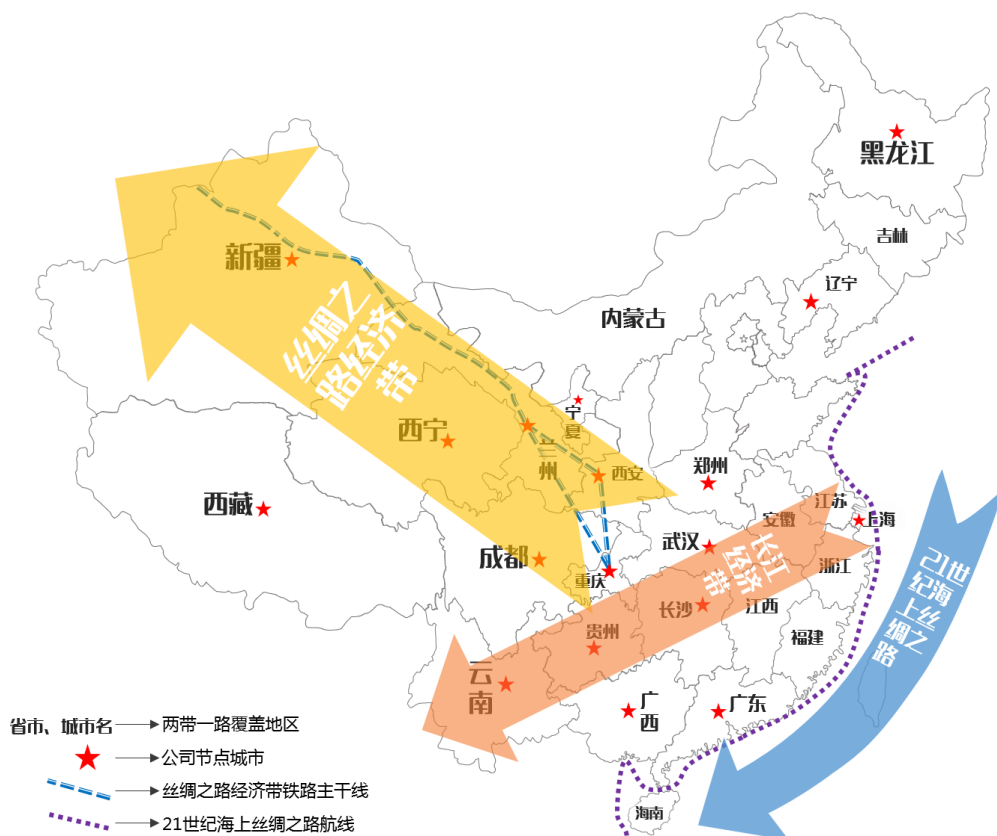 黑龙江
吉林
辽宁
内蒙古
新疆
丝绸之
路经济
带
宁
夏
西宁
兰
州
西安
郑州
西藏
江苏
上海
安徽
武汉
长江
经济
带
成都
重庆
浙江
21世
纪海
上丝
绸之
路
长沙
江西
贵州
福建
云
南
广
西
广东
海南
省市、城市名 两带一路覆盖地区
公司节点城市
丝绸之路经济带铁路主干线
21世纪海上丝绸之路航线